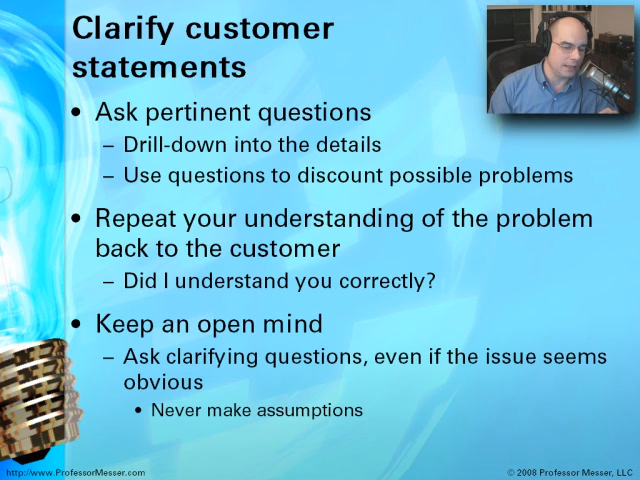 Clarify customer
statements
• Ask pertinent questions
– Drill-down into the details
– Use questions to discount possible problems
• Repeat your understanding of the problem
back to the customer
– Did I understand you correctly?
• Keep an open mind
– Ask clarifying questions, even if the issue seems
obvious
• Never make assumptions
http://www.ProfessorMesser.com
© 2008 Professor Messer, LLC